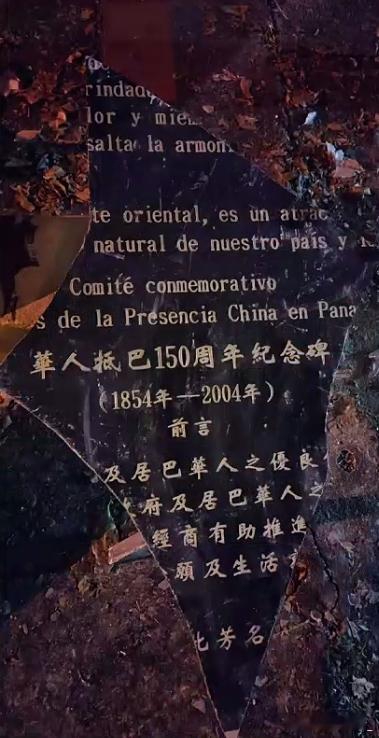 rindad
lor y
salta la armon
te oriental, es un atrac
natural de nuestro país y
Comité conmemorativo
s de la Presencia China en Pana
華人抵巴150周年紀念碑
(1854年—2004年)
前言
及居巴華人之優良
府及居巴華人之
經商有助推進
願及生活
芳名